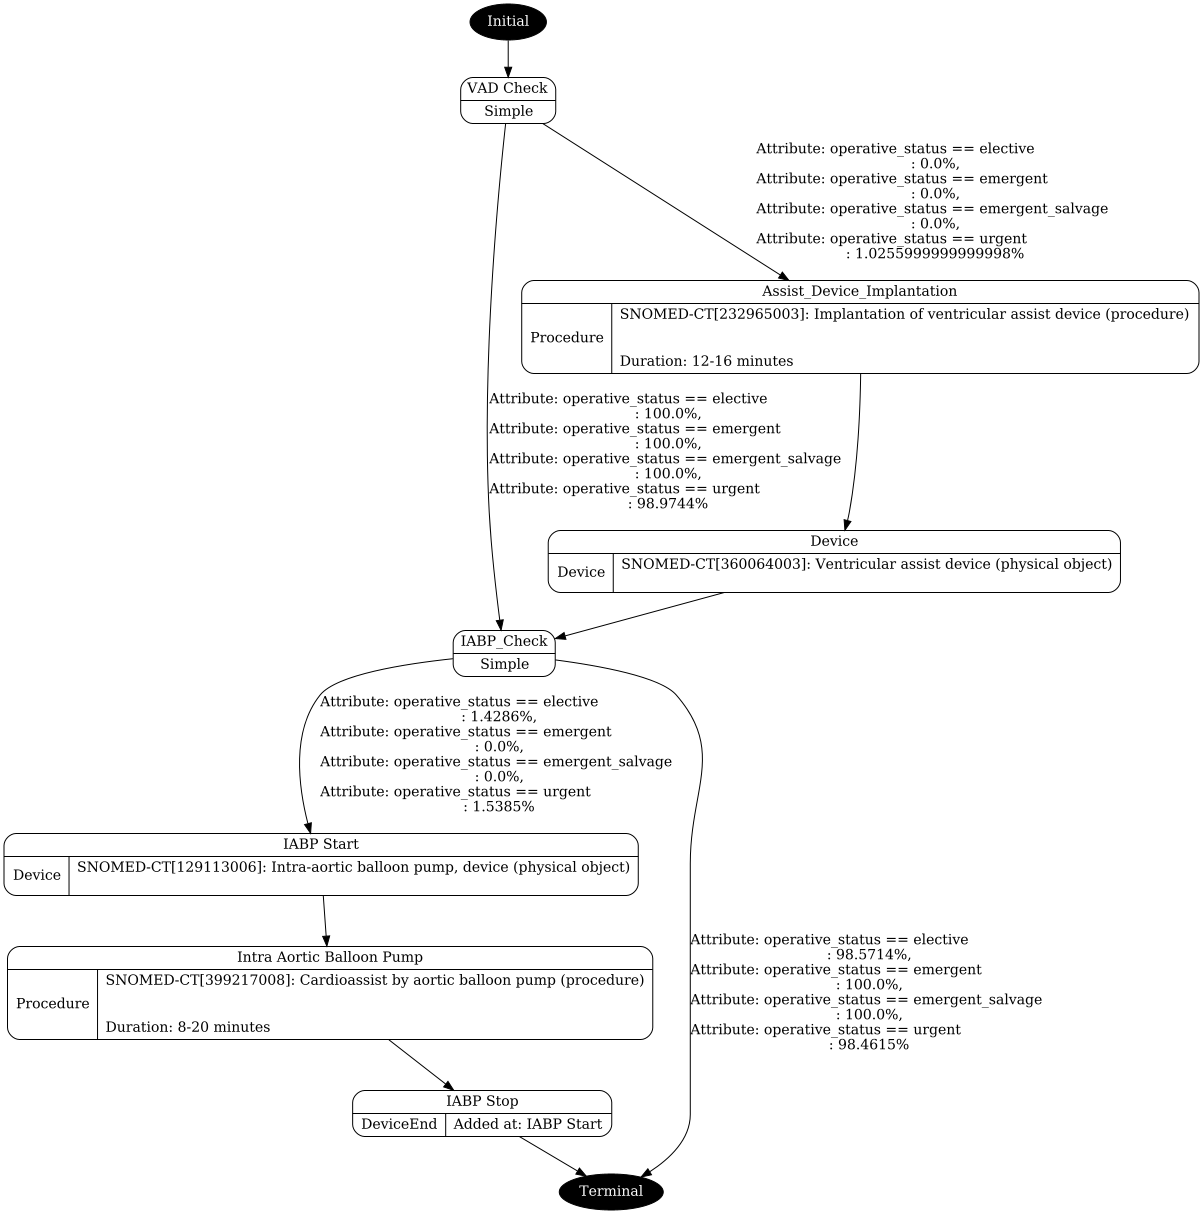 Initial
VAD Check
Simple
Attribute: operative_status == elective
: 0.0%,
Attribute: operative_status == emergent
: 0.0%,
Attribute: operative_status == emergent_salvage
: 0.0%,
Attribute: operative_status == urgent
: 1.0255999999999998%
Assist_Device_Implantation
Procedure
SNOMED-CT[232965003]: Implantation of ventricular assist device (procedure)
Duration: 12-16 minutes
Attribute: operative_status == elective
: 100.0%,
Attribute: operative_status == emergent
: 100.0%,
Attribute: operative_status == emergent_salvage
: 100.0%,
Attribute: operative_status == urgent
: 98.9744%
Device
Device
SNOMED-CT[360064003]: Ventricular assist device (physical object)
IABP_Check
Simple
Attribute: operative_status == elective
: 1.4286%,
Attribute: operative_status == emergent
: 0.0%,
Attribute: operative_status == emergent_salvage
: 0.0%,
Attribute: operative_status == urgent
: 1.5385%
IABP Start
Device
SNOMED-CT[129113006]: Intra-aortic balloon pump, device (physical object)
Attribute: operative_status == elective
: 98.5714%,
Attribute: operative_status == emergent
: 100.0%,
Attribute: operative_status == emergent_salvage
: 100.0%,
Attribute: operative_status == urgent
: 98.4615%
Intra Aortic Balloon Pump
Procedure
SNOMED-CT[399217008]: Cardioassist by aortic balloon pump (procedure)
Duration: 8-20 minutes
IABP Stop
DeviceEnd
Added at: IABP Start
Terminal